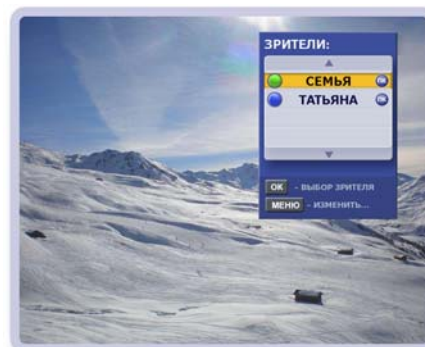 ЗРИТЕЛИ:
СЕМЬЯ
ТАТЬЯНА
OK - ВЫБОР ЗРИТЕЛЯ
МЕНЮ - ИЗМЕНИТЬ...